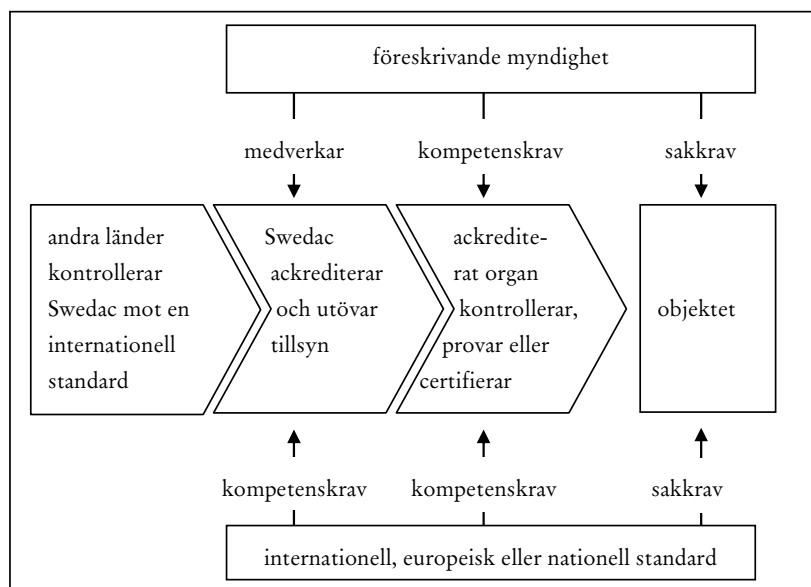 föreskrivande myndighet
medverkar
kompetenskrav
sakkrav
andra länder
kontrollerar
Swedac mot en
internationell
standard
Swedac
ackrediterar
och utövar
tillsyn
ackredite-
rat organ
kontrollerar,
provar eller
certifierar
objektet
kompetenskrav
kompetenskrav
sakkrav
internationell, europeisk eller nationell standard